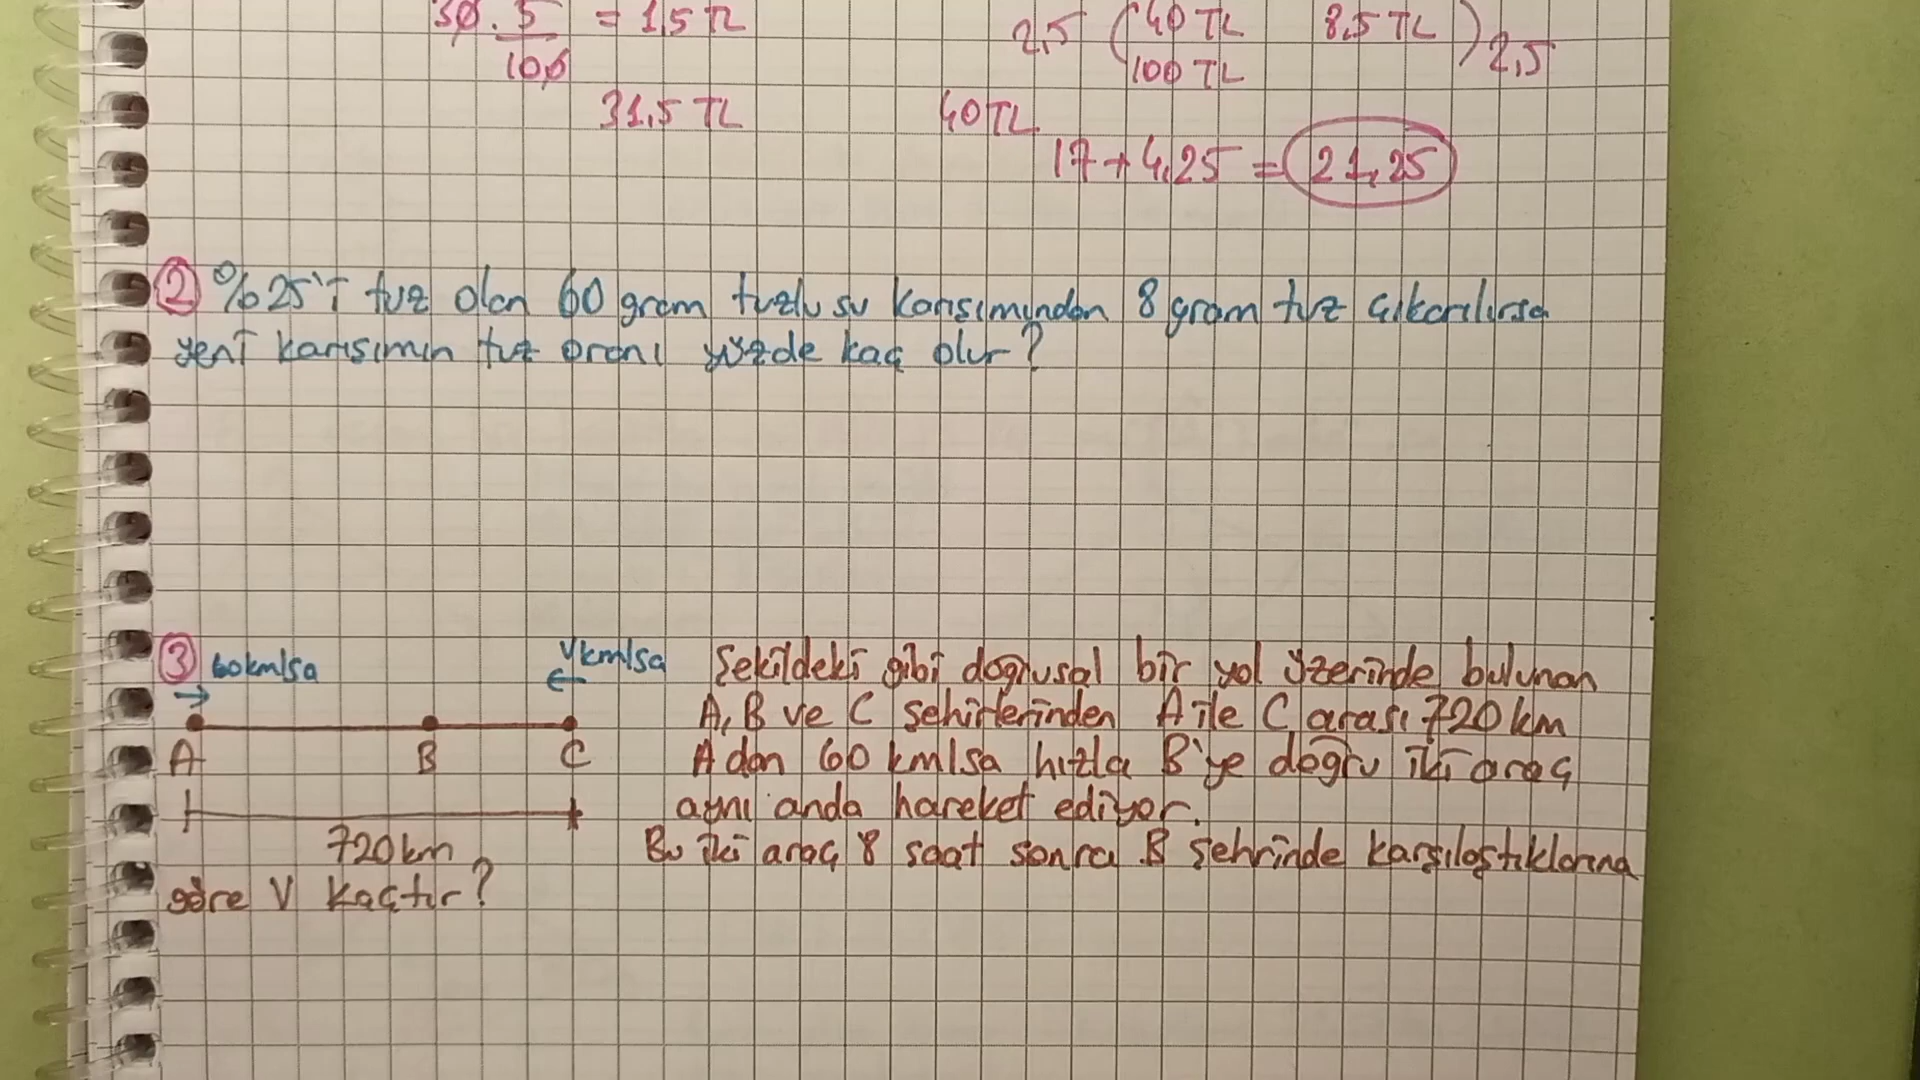 30.5 = 1,5 TL
100
31,5 TL
2,5 ( 40 TL 8,5 TL ) 2,5
100 TL
40 TL
17 + 4,25 = 21,25
② %25'i tuz olan 60 gram tuzlu su karışımından 8 gram tuz çıkarılırsa
yeni karışımın tuz oranı yüzde kaç olur?
③ 60km/sa Vkm/sa
→ ←
A B C
720km
Şekildeki gibi doğrusal bir yol üzerinde bulunan
A, B ve C şehirlerinden A ile C arası 720 km
A dan 60 km/sa hızla B'ye doğru iki araç
aynı anda hareket ediyor.
Bu iki araç 8 saat sonra B şehrinde karşılaştıklarına
göre V kaçtır?